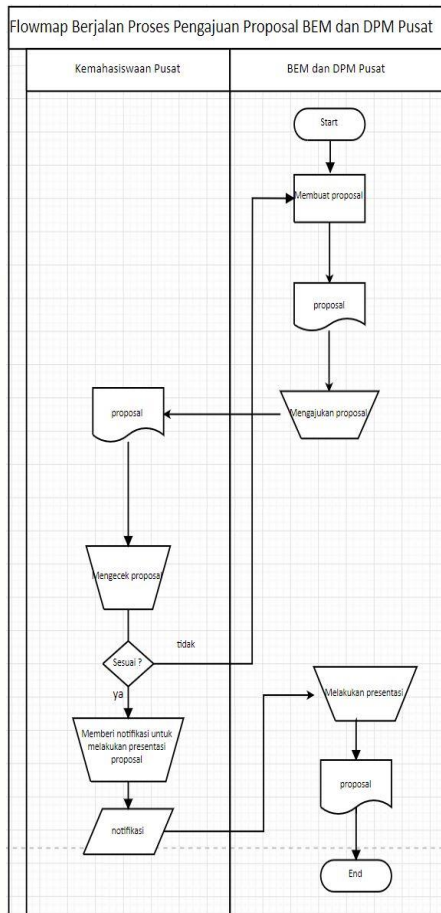 Flowmap Berjalan Proses Pengajuan Proposal BEM dan DPM Pusat
Kemahasiswaan Pusat
BEM dan DPM Pusat
Start
Membuat proposal
proposal
Mengajukan proposal
proposal
Mengecek proposal
tidak
Sesuai ?
ya
Memberi notifikasi untuk
melakukan presentasi
proposal
notifikasi
Melakukan presentasi
proposal
End